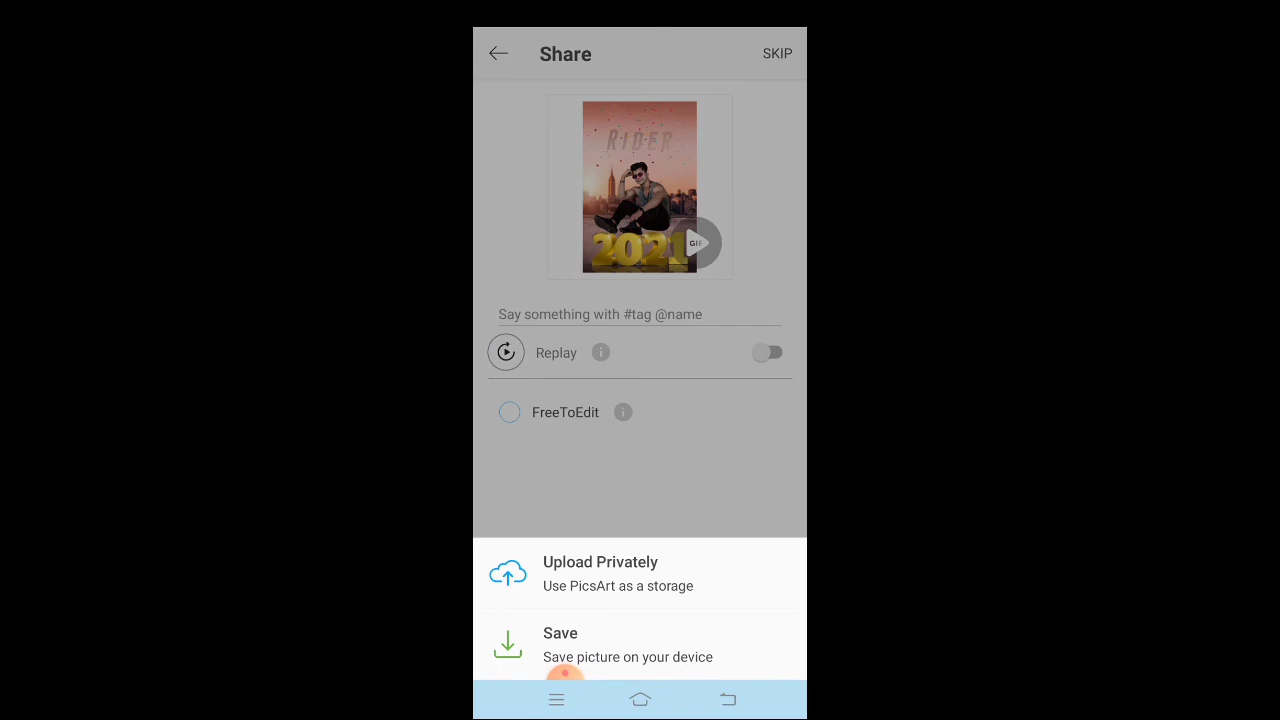 Share
SKIP
RIDER
2021
GIF
Say something with #tag @name
Replay
FreeToEdit
Upload Privately
Use PicsArt as a storage
Save
Save picture on your device